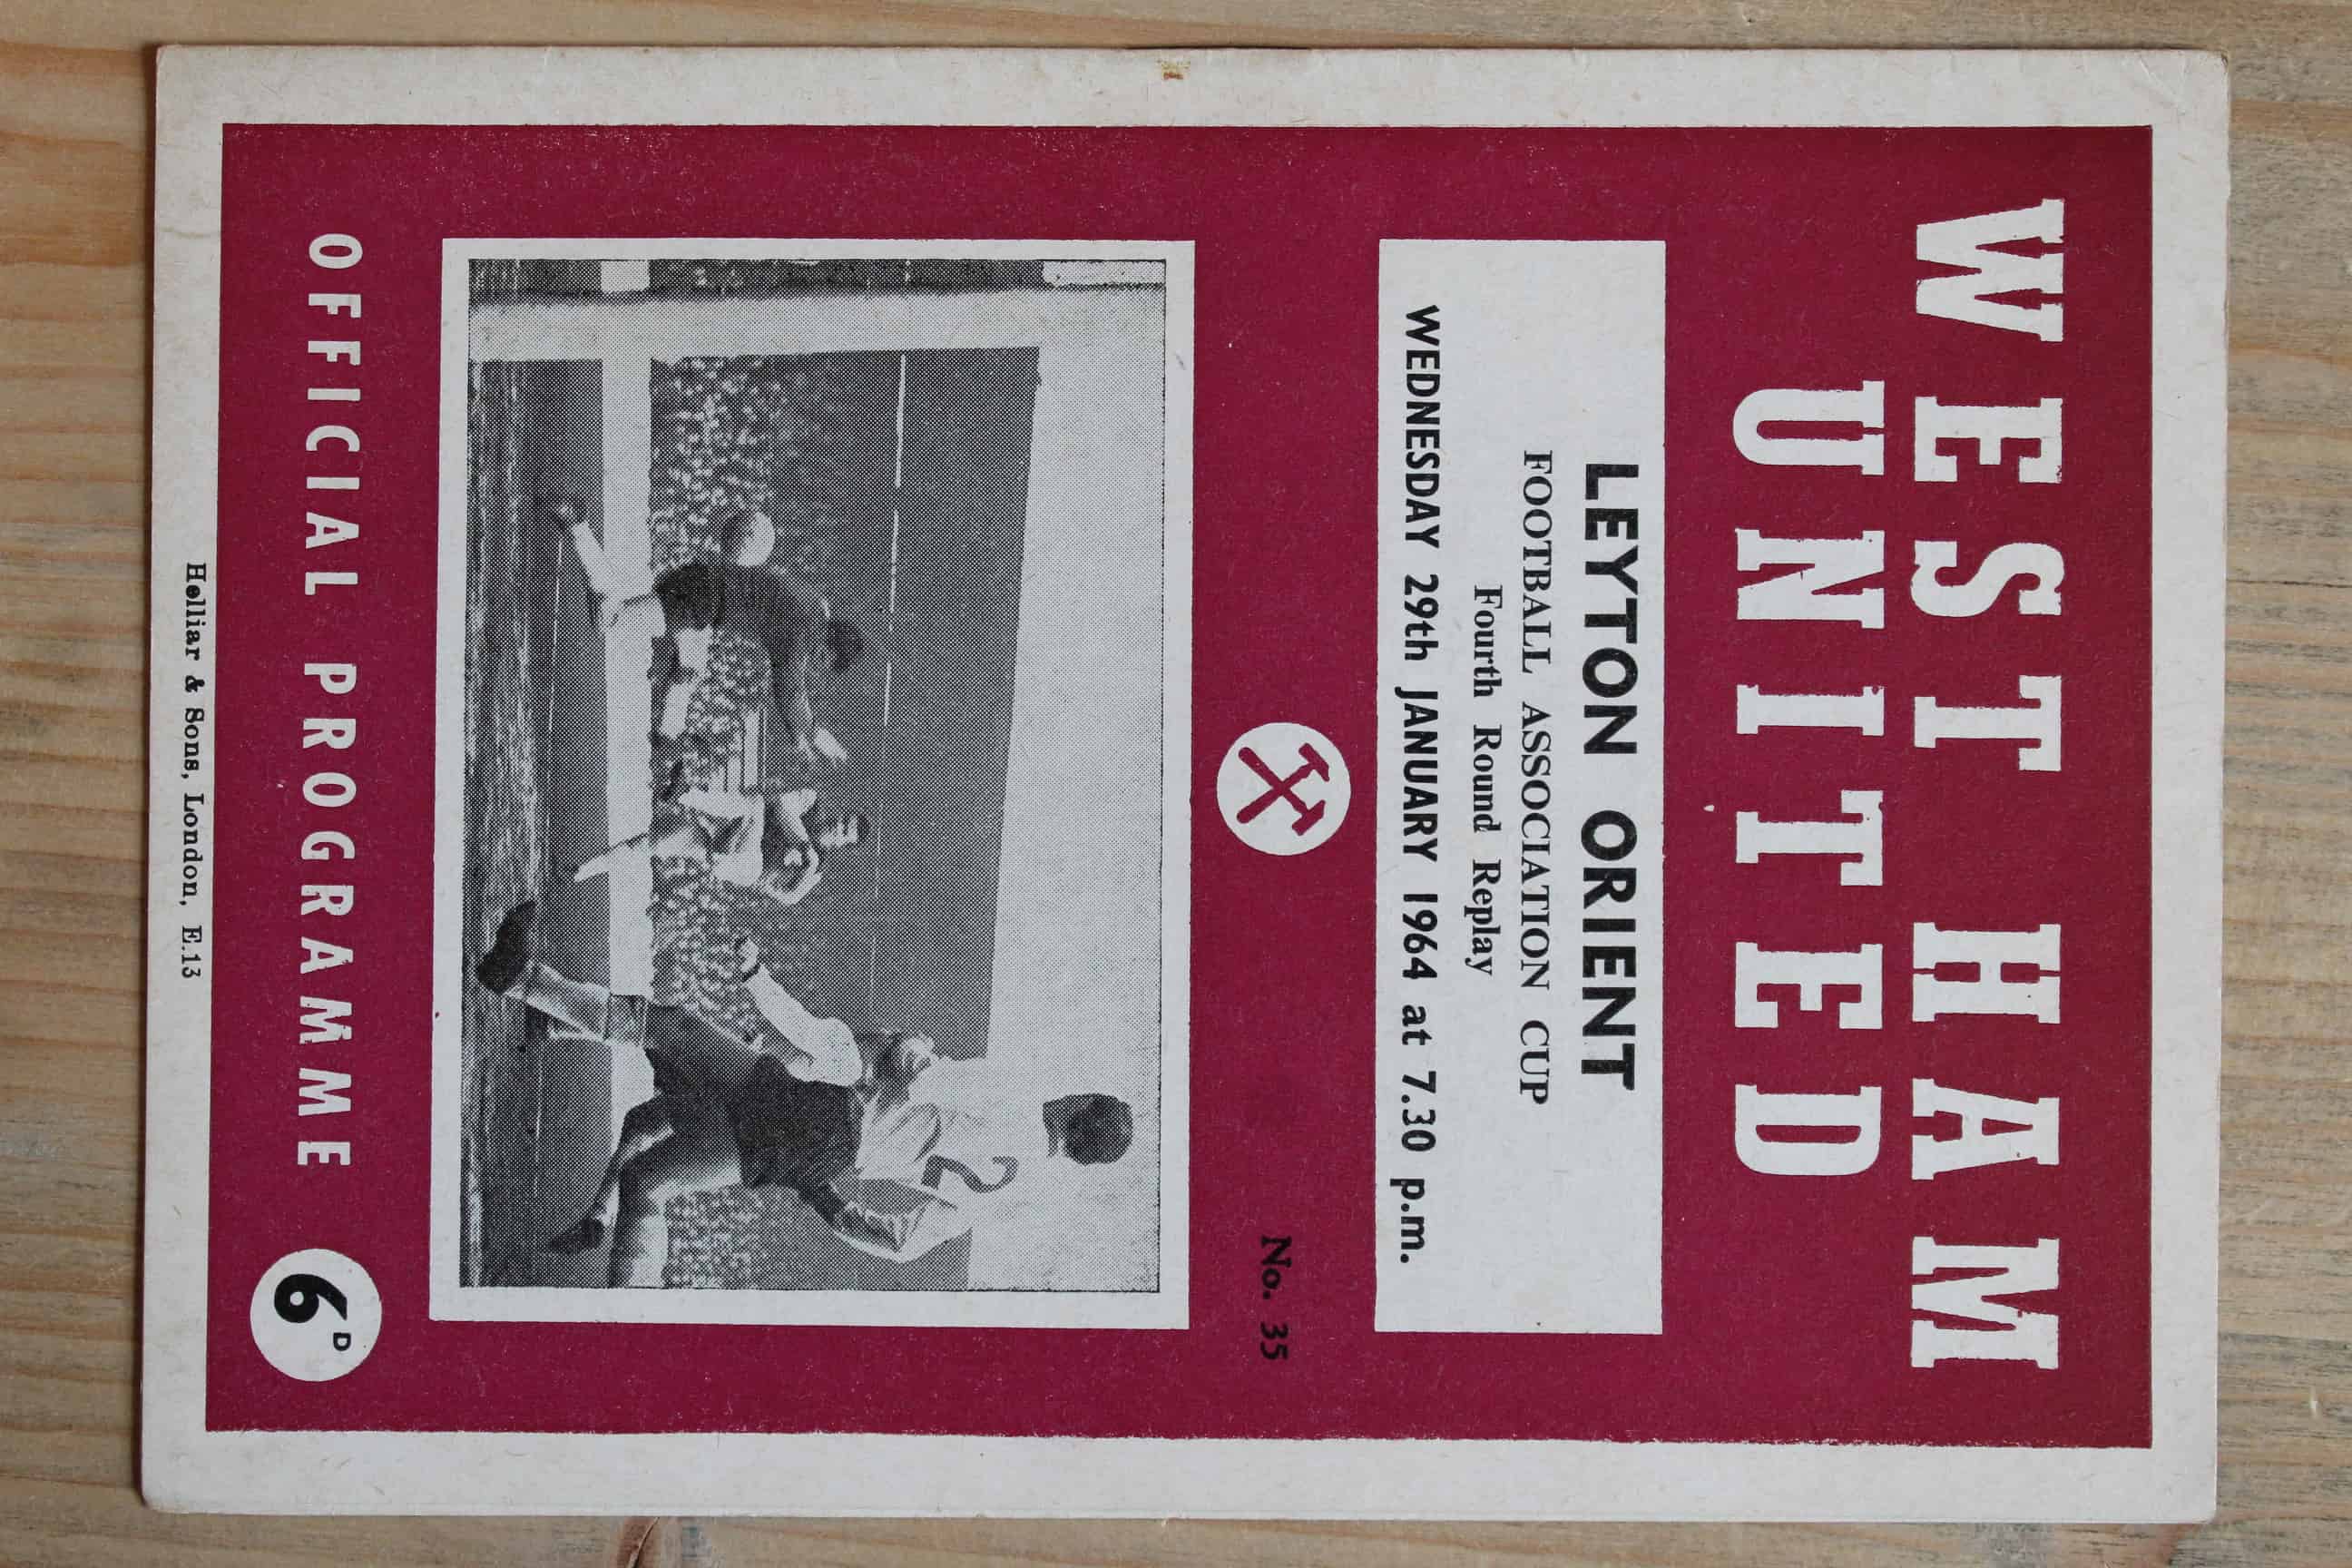 WEST HAM
UNITED
LEYTON ORIENT
FOOTBALL ASSOCIATION CUP
Fourth Round Replay
WEDNESDAY 29th JANUARY 1964 at 7.30 p.m.
No. 35
2
OFFICIAL PROGRAMME
6D
Helliar & Sons, London, E.13